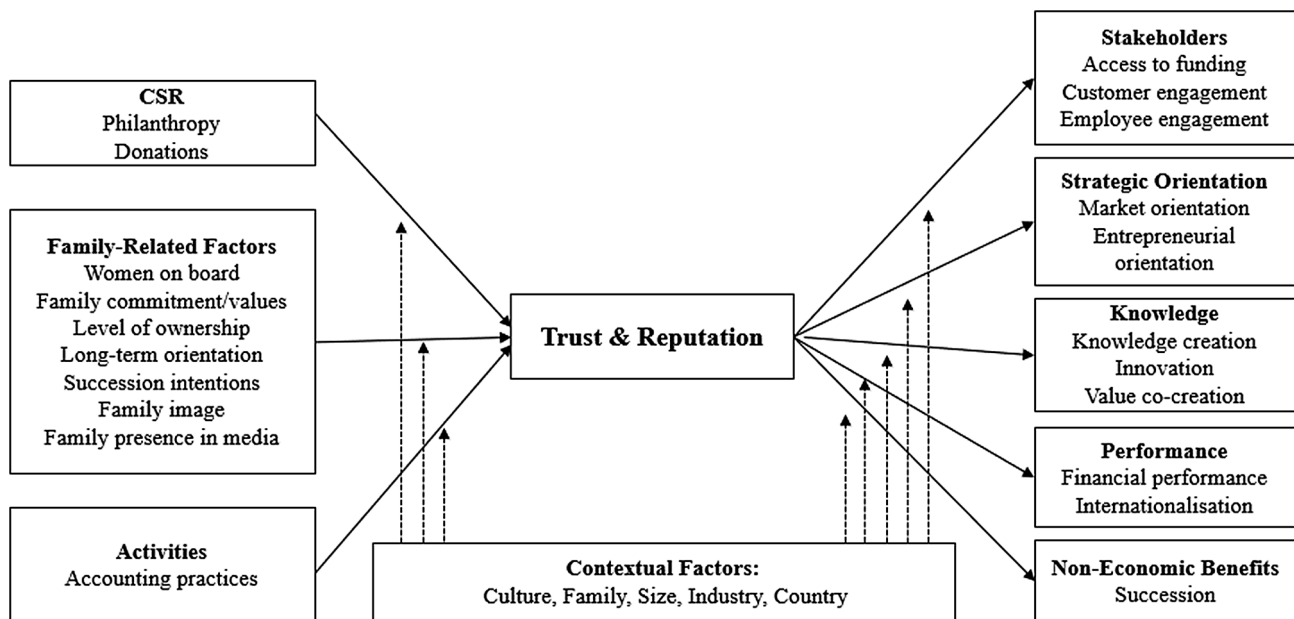 CSR
Philanthropy
Donations
Family-Related Factors
Women on board
Family commitment/values
Level of ownership
Long-term orientation
Succession intentions
Family image
Family presence in media
Activities
Accounting practices
Trust & Reputation
Contextual Factors:
Culture, Family, Size, Industry, Country
Stakeholders
Access to funding
Customer engagement
Employee engagement
Strategic Orientation
Market orientation
Entrepreneurial
orientation
Knowledge
Knowledge creation
Innovation
Value co-creation
Performance
Financial performance
Internationalisation
Non-Economic Benefits
Succession